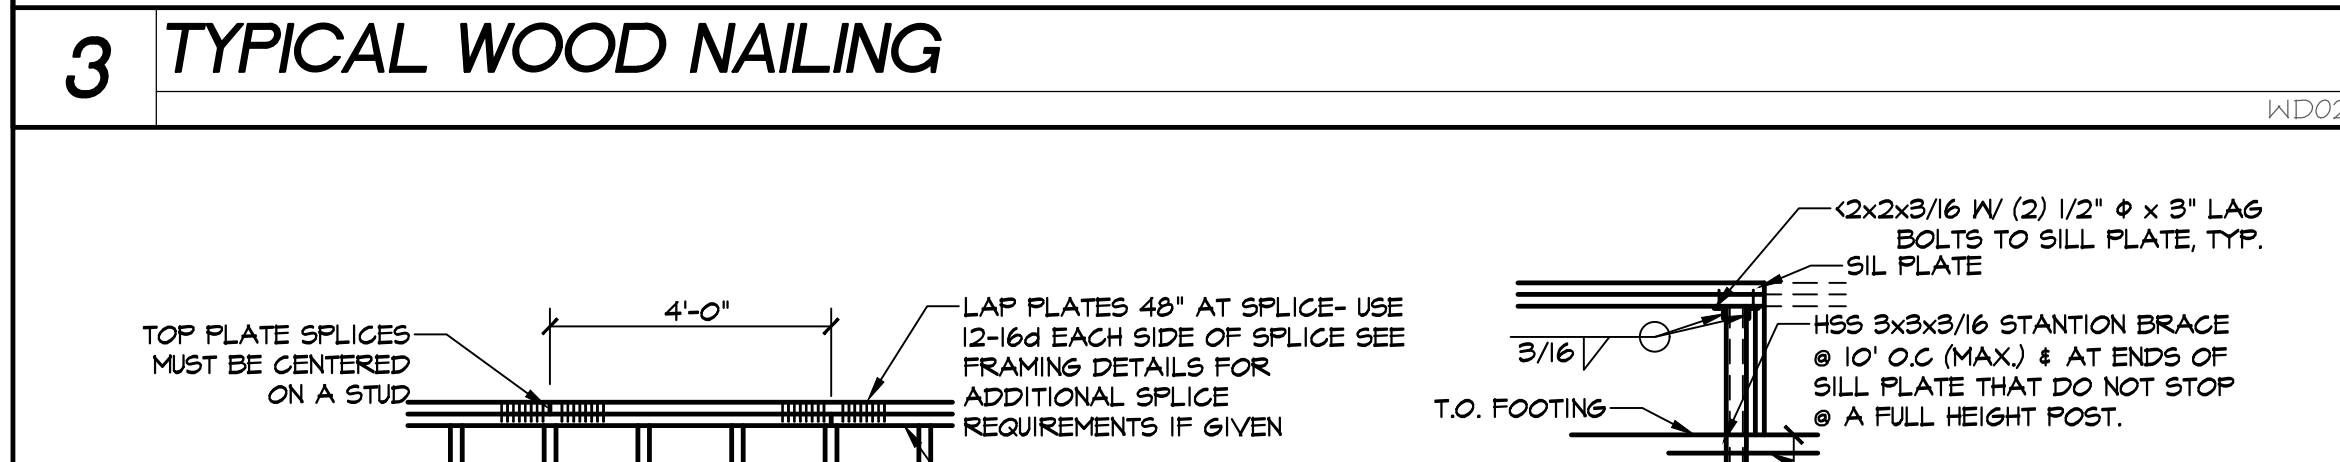 3
TYPICAL WOOD NAILING
WD02
TOP PLATE SPLICES
MUST BE CENTERED
ON A STUD
4'-0"
LAP PLATES 48" AT SPLICE- USE
12-16d EACH SIDE OF SPLICE SEE
FRAMING DETAILS FOR
ADDITIONAL SPLICE
REQUIREMENTS IF GIVEN
<2x2x3/16 W/ (2) 1/2" Φ x 3" LAG
BOLTS TO SILL PLATE, TYP.
SIL PLATE
3/16
HSS 3x3x3/16 STANTION BRACE
@ 10' O.C (MAX.) & AT ENDS OF
SILL PLATE THAT DO NOT STOP
@ A FULL HEIGHT POST.
T.O. FOOTING